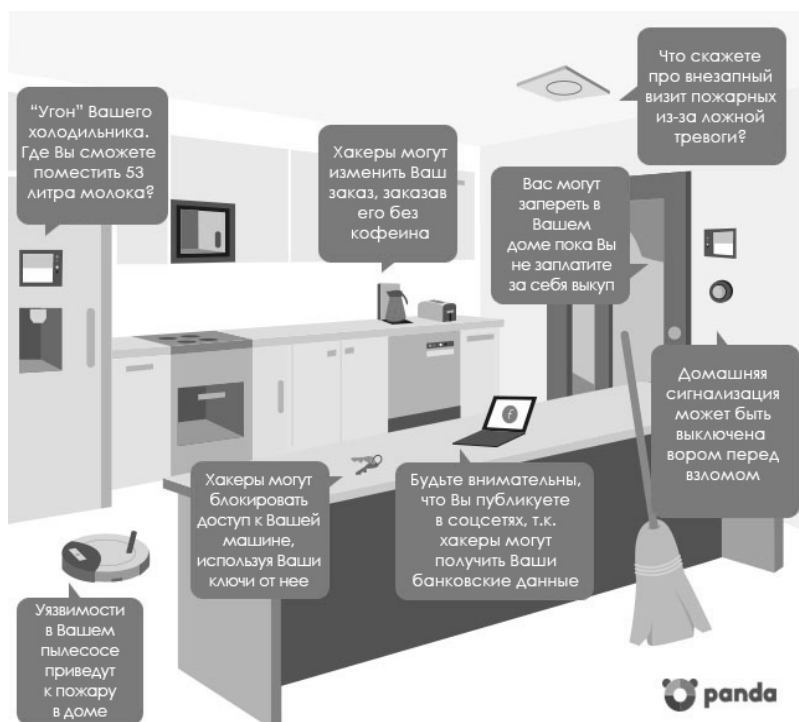 “Угон” Вашего
холодильника.
Где Вы сможете
поместить 53
литра молока?
Хакеры могут
изменить Ваш
заказ, заказав
его без
кофеина
Что скажете
про внезапный
визит пожарных
из-за ложной
тревоги?
Вас могут
запереть в
Вашем
доме пока Вы
не заплатите
за себя выкуп
Домашняя
сигнализация
может быть
выключена
вором перед
взломом
Хакеры могут
блокировать
доступ к Вашей
машине,
используя Ваши
ключи от нее
Будьте внимательны,
что Вы публикуете
в соцсетях, т.к.
хакеры могут
получить Ваши
банковские данные
Уязвимости
в Вашем
пылесосе
приведут
к пожару
в доме
f
panda